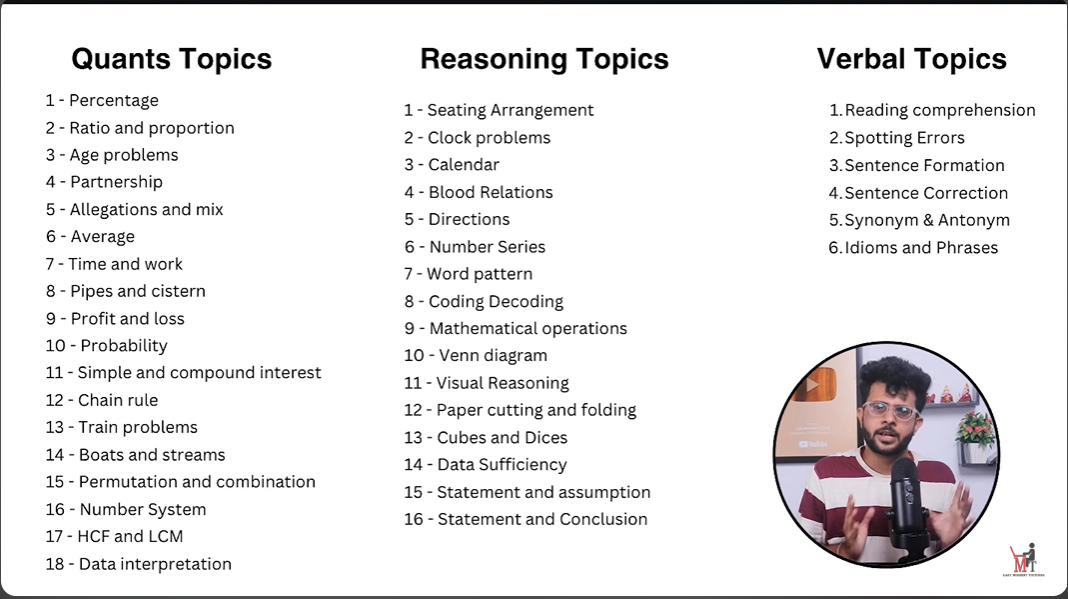 Quants Topics
1 - Percentage
2 - Ratio and proportion
3 - Age problems
4 - Partnership
5 - Allegations and mix
6 - Average
7 - Time and work
8 - Pipes and cistern
9 - Profit and loss
10 - Probability
11 - Simple and compound interest
12 - Chain rule
13 - Train problems
14 - Boats and streams
15 - Permutation and combination
16 - Number System
17 - HCF and LCM
18 - Data interpretation
Reasoning Topics
1 - Seating Arrangement
2 - Clock problems
3 - Calendar
4 - Blood Relations
5 - Directions
6 - Number Series
7 - Word pattern
8 - Coding Decoding
9 - Mathematical operations
10 - Venn diagram
11 - Visual Reasoning
12 - Paper cutting and folding
13 - Cubes and Dices
14 - Data Sufficiency
15 - Statement and assumption
16 - Statement and Conclusion
Verbal Topics
1. Reading comprehension
2. Spotting Errors
3. Sentence Formation
4. Sentence Correction
5. Synonym & Antonym
6. Idioms and Phrases
YouTube